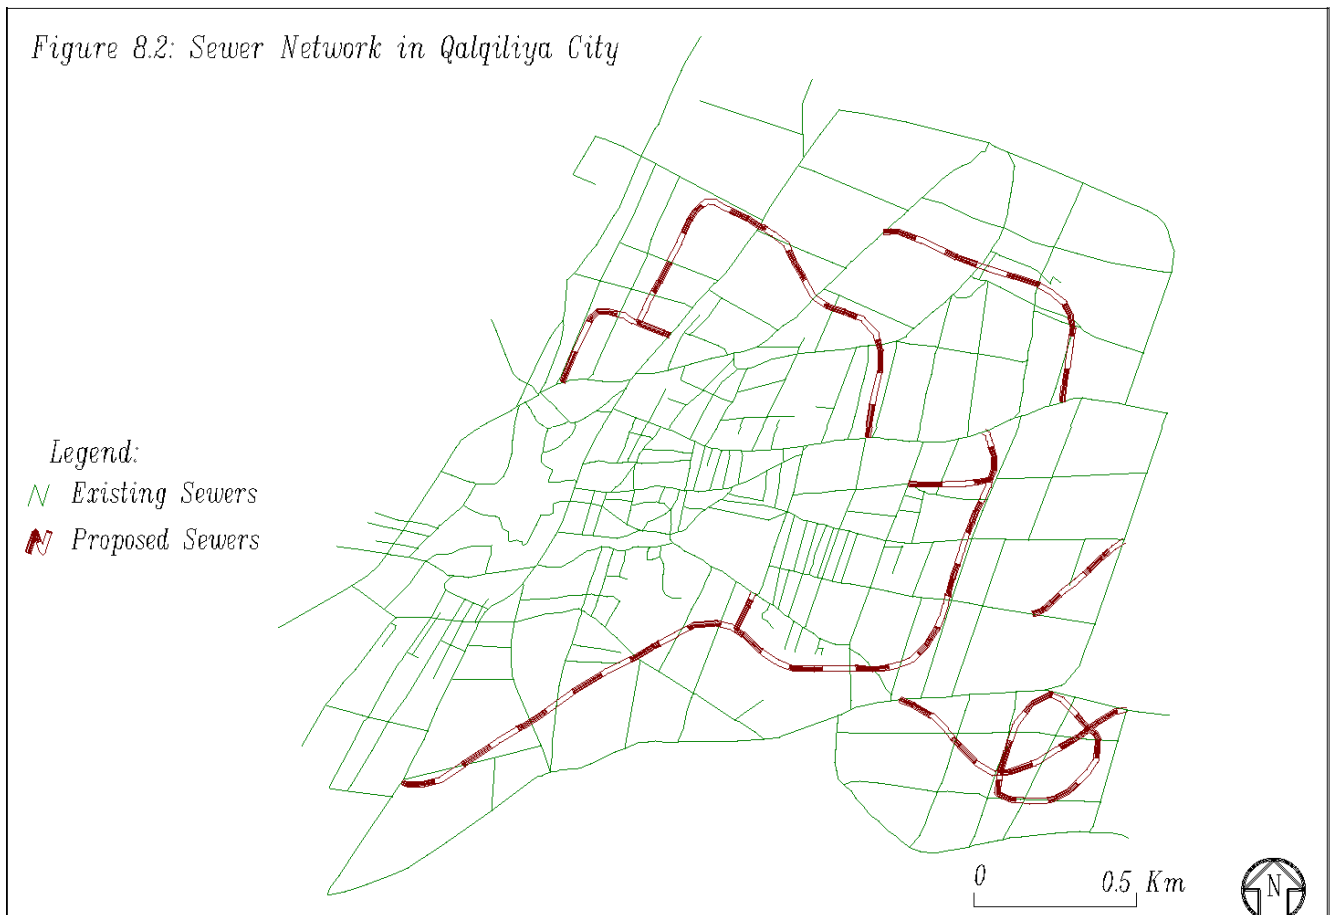 Figure 8.2: Sewer Network in Qalqiliya City
Legend:
Existing Sewers
Proposed Sewers
0 0.5 Km
N